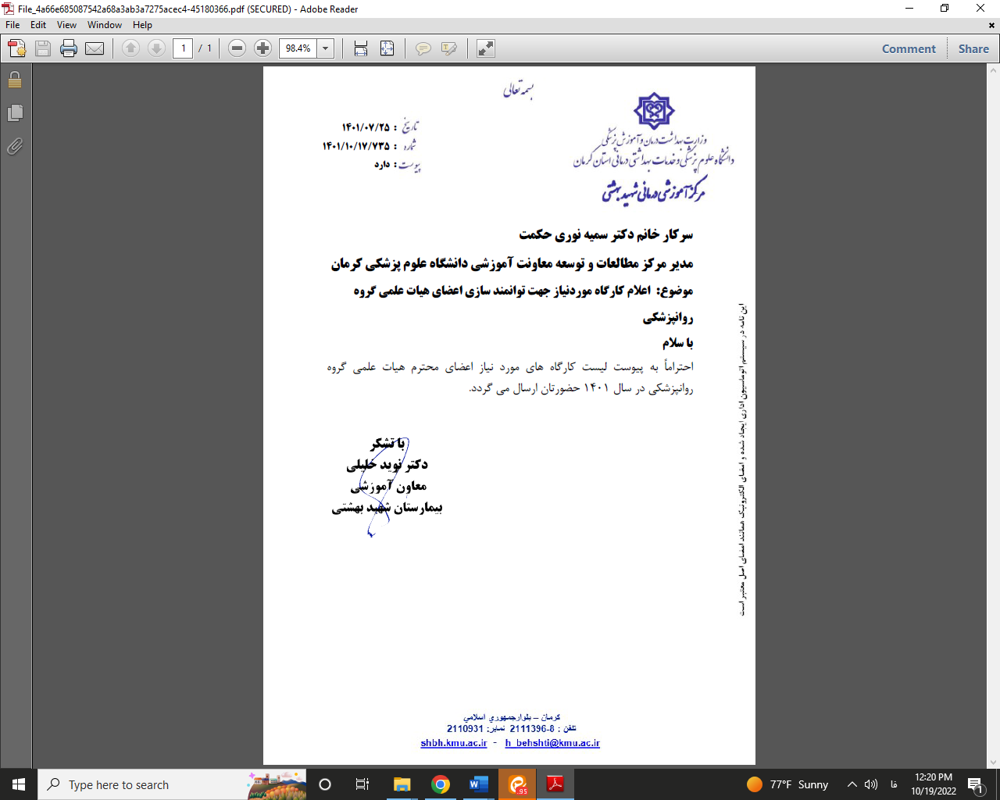 File_4a66e685087542a68a3ab3a7275acec4-45180366.pdf (SECURED) - Adobe Reader
File Edit View Window Help
1 / 1 98.4% Comment Share
بسمه تعالی
وزارت بهداشت درمان و آموزش پزشکی
دانشگاه علوم پزشکی و خدمات بهداشتی درمانی استان کرمان
مرکز آموزشی درمانی شهید بهشتی
تاریخ : ۱۴۰۱/۰۷/۲۵
شماره : ۱۴۰۱/۱۰/۱۷/۷۳۵
پیوست : دارد
سرکار خانم دکتر سمیه نوری حکمت
مدیر مرکز مطالعات و توسعه معاونت آموزشی دانشگاه علوم پزشکی کرمان
موضوع: اعلام کارگاه موردنیاز جهت توانمند سازی اعضای هیات علمی گروه
روانپزشکی
با سلام
احتراماً به پیوست لیست کارگاه های مورد نیاز اعضای محترم هیات علمی گروه
روانپزشکی در سال ۱۴۰۱ حضورتان ارسال می گردد.
با تشکر
دکتر نوید خلیلی
معاون آموزشی
بیمارستان شهید بهشتی
این نامه در سیستم اتوماسیون اداری ایجاد شده و امضای الکترونیک همانند امضای اصل معتبر است
كرمان – بلوارجمهوري اسلامي
تلفن : 8-2111396 نمابر: 2110931
shbh.kmu.ac.ir - h_behshti@kmu.ac.ir
Type here to search
.95
77°F Sunny
فا
12:20 PM
10/19/2022
1